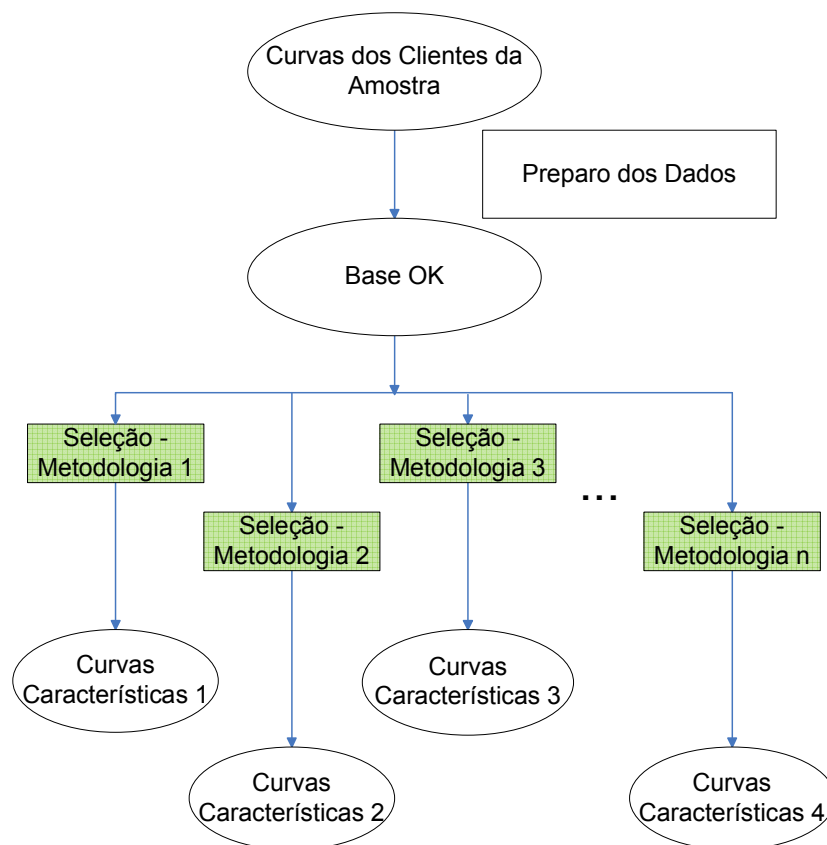 Curvas dos Clientes da
Amostra
Preparo dos Dados
Base OK
Seleção -
Metodologia 1
Seleção -
Metodologia 3
...
Seleção -
Metodologia 2
Seleção -
Metodologia n
Curvas
Características 1
Curvas
Características 3
Curvas
Características 2
Curvas
Características 4